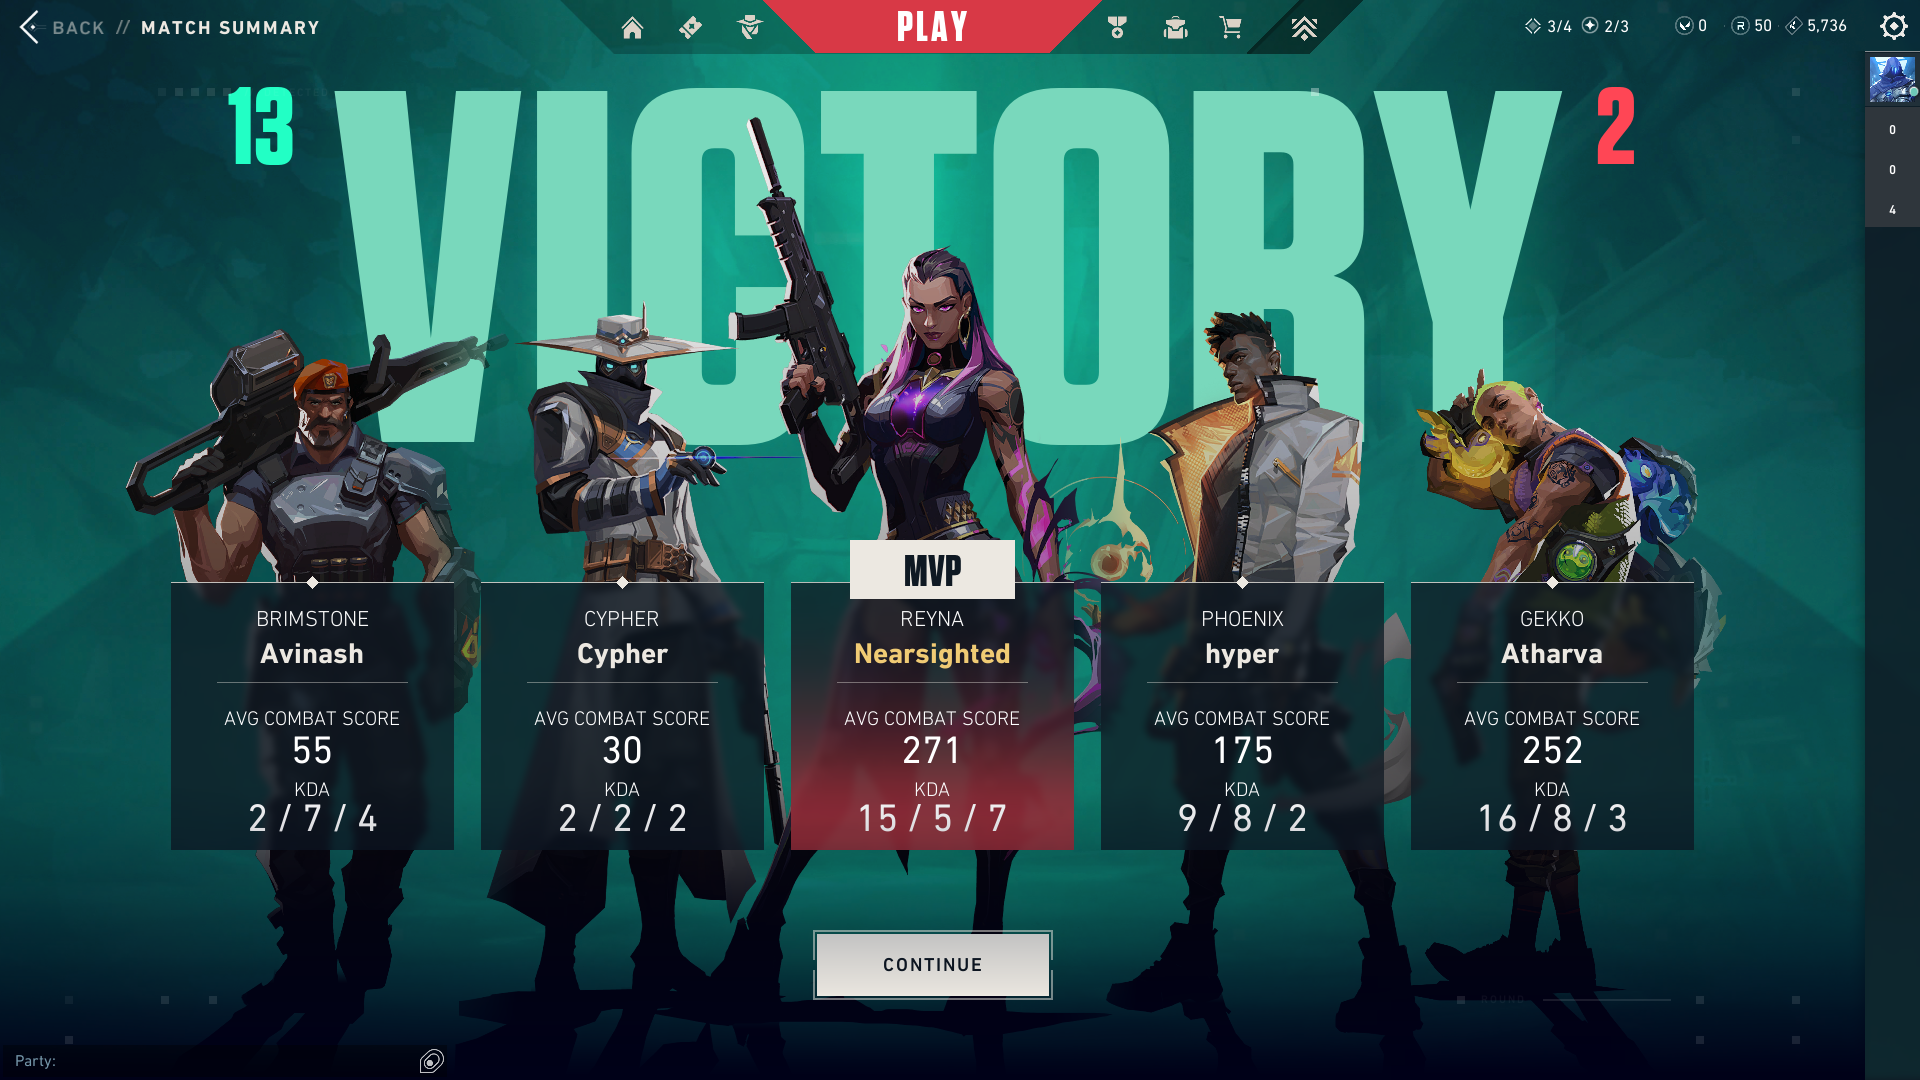 BACK // MATCH SUMMARY
PLAY
3/4 2/3 0 50 5,736
13 VICTORY 2
0
0
4
MVP
BRIMSTONE
Avinash
AVG COMBAT SCORE
55
KDA
2 / 7 / 4
CYPHER
Cypher
AVG COMBAT SCORE
30
KDA
2 / 2 / 2
REYNA
Nearsighted
AVG COMBAT SCORE
271
KDA
15 / 5 / 7
PHOENIX
hyper
AVG COMBAT SCORE
175
KDA
9 / 8 / 2
GEKKO
Atharva
AVG COMBAT SCORE
252
KDA
16 / 8 / 3
CONTINUE
ROUND
Party: